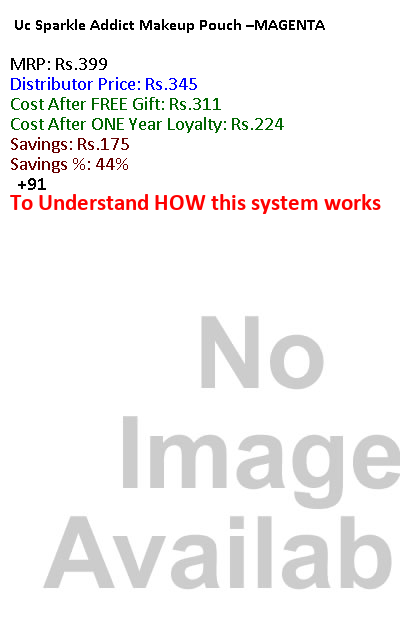 Uc Sparkle Addict Makeup Pouch –MAGENTA
MRP: Rs.399
Distributor Price: Rs.345
Cost After FREE Gift: Rs.311
Cost After ONE Year Loyalty: Rs.224
Savings: Rs.175
Savings %: 44%
+91
To Understand HOW this system works
No
Image
Availab